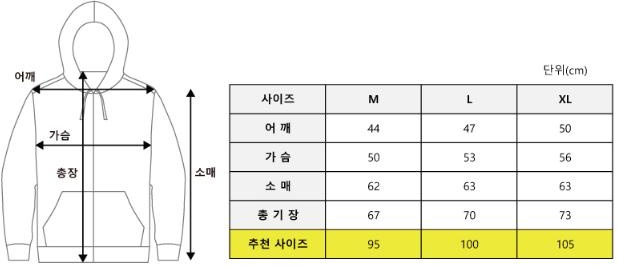 단위(cm)
어깨
가슴
총장
소매
사이즈 M L XL
어 깨 44 47 50
가 슴 50 53 56
소 매 62 63 63
총 기 장 67 70 73
추천 사이즈 95 100 105